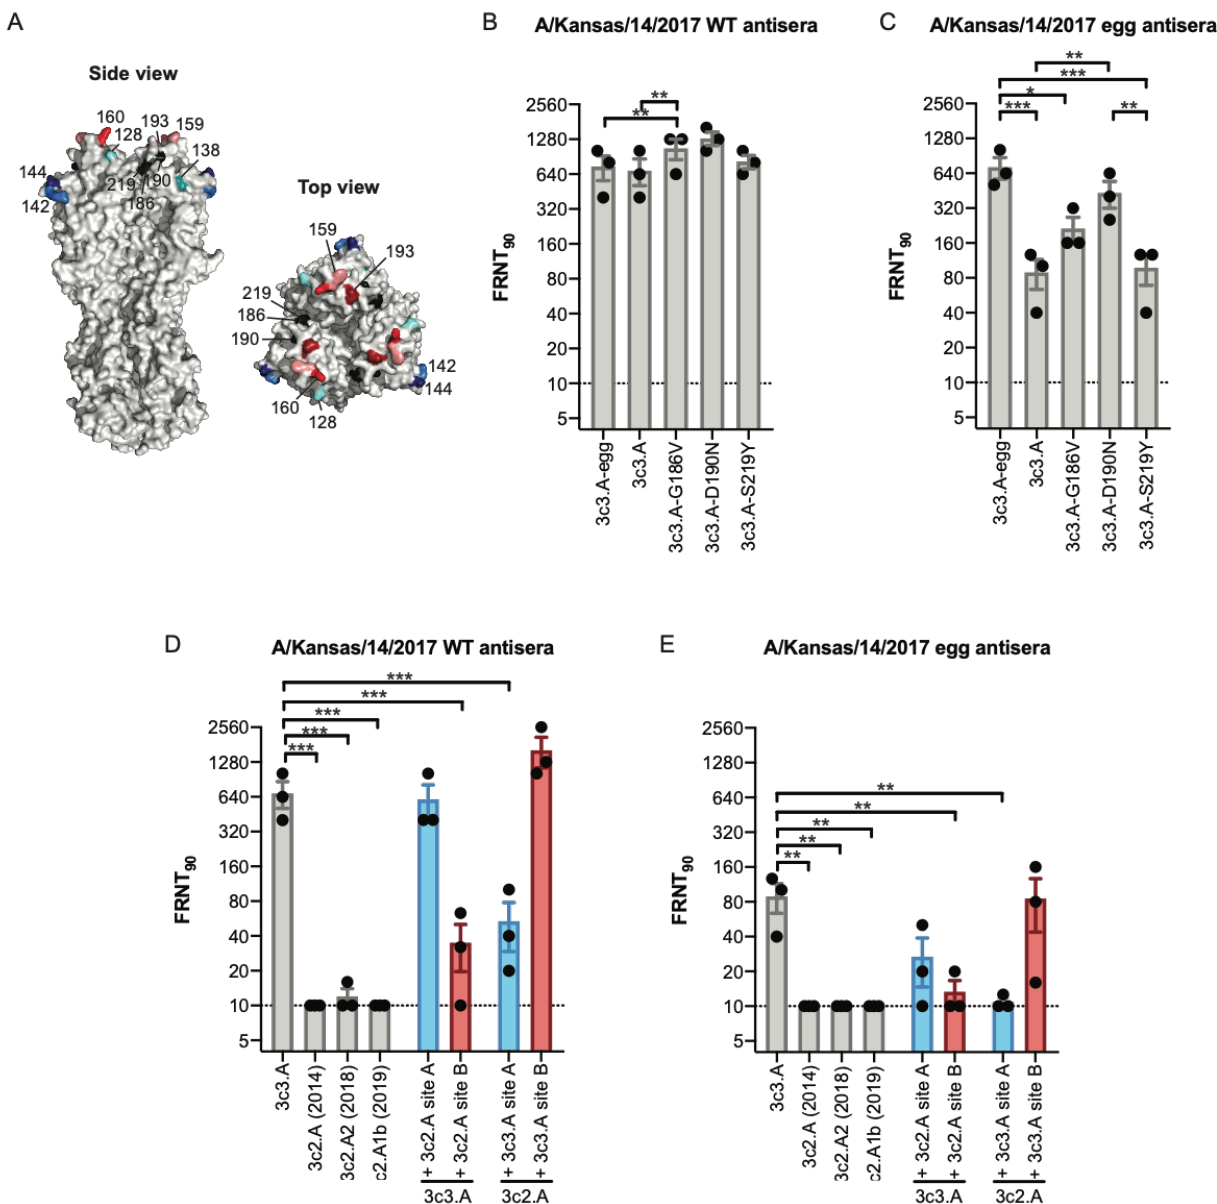 A
Side view
160
193
159
128
138
144
219
190
142
186
Top view
159
193
219
186
190
142
144
160
128
B
A/Kansas/14/2017 WT antisera
**
**
FRNT90
2560
1280
640
320
160
80
40
20
10
5
3c3.A-egg
3c3.A
3c3.A-G186V
3c3.A-D190N
3c3.A-S219Y
C
A/Kansas/14/2017 egg antisera
**
***
*
***
**
FRNT90
2560
1280
640
320
160
80
40
20
10
5
3c3.A-egg
3c3.A
3c3.A-G186V
3c3.A-D190N
3c3.A-S219Y
D
A/Kansas/14/2017 WT antisera
***
***
***
***
***
FRNT90
2560
1280
640
320
160
80
40
20
10
5
3c3.A
3c2.A (2014)
3c2.A2 (2018)
c2.A1b (2019)
+ 3c2.A site A
+ 3c2.A site B
+ 3c3.A site A
+ 3c3.A site B
3c3.A
3c2.A
E
A/Kansas/14/2017 egg antisera
**
**
**
**
**
FRNT90
2560
1280
640
320
160
80
40
20
10
5
3c3.A
3c2.A (2014)
3c2.A2 (2018)
c2.A1b (2019)
+ 3c2.A site A
+ 3c2.A site B
+ 3c3.A site A
+ 3c3.A site B
3c3.A
3c2.A